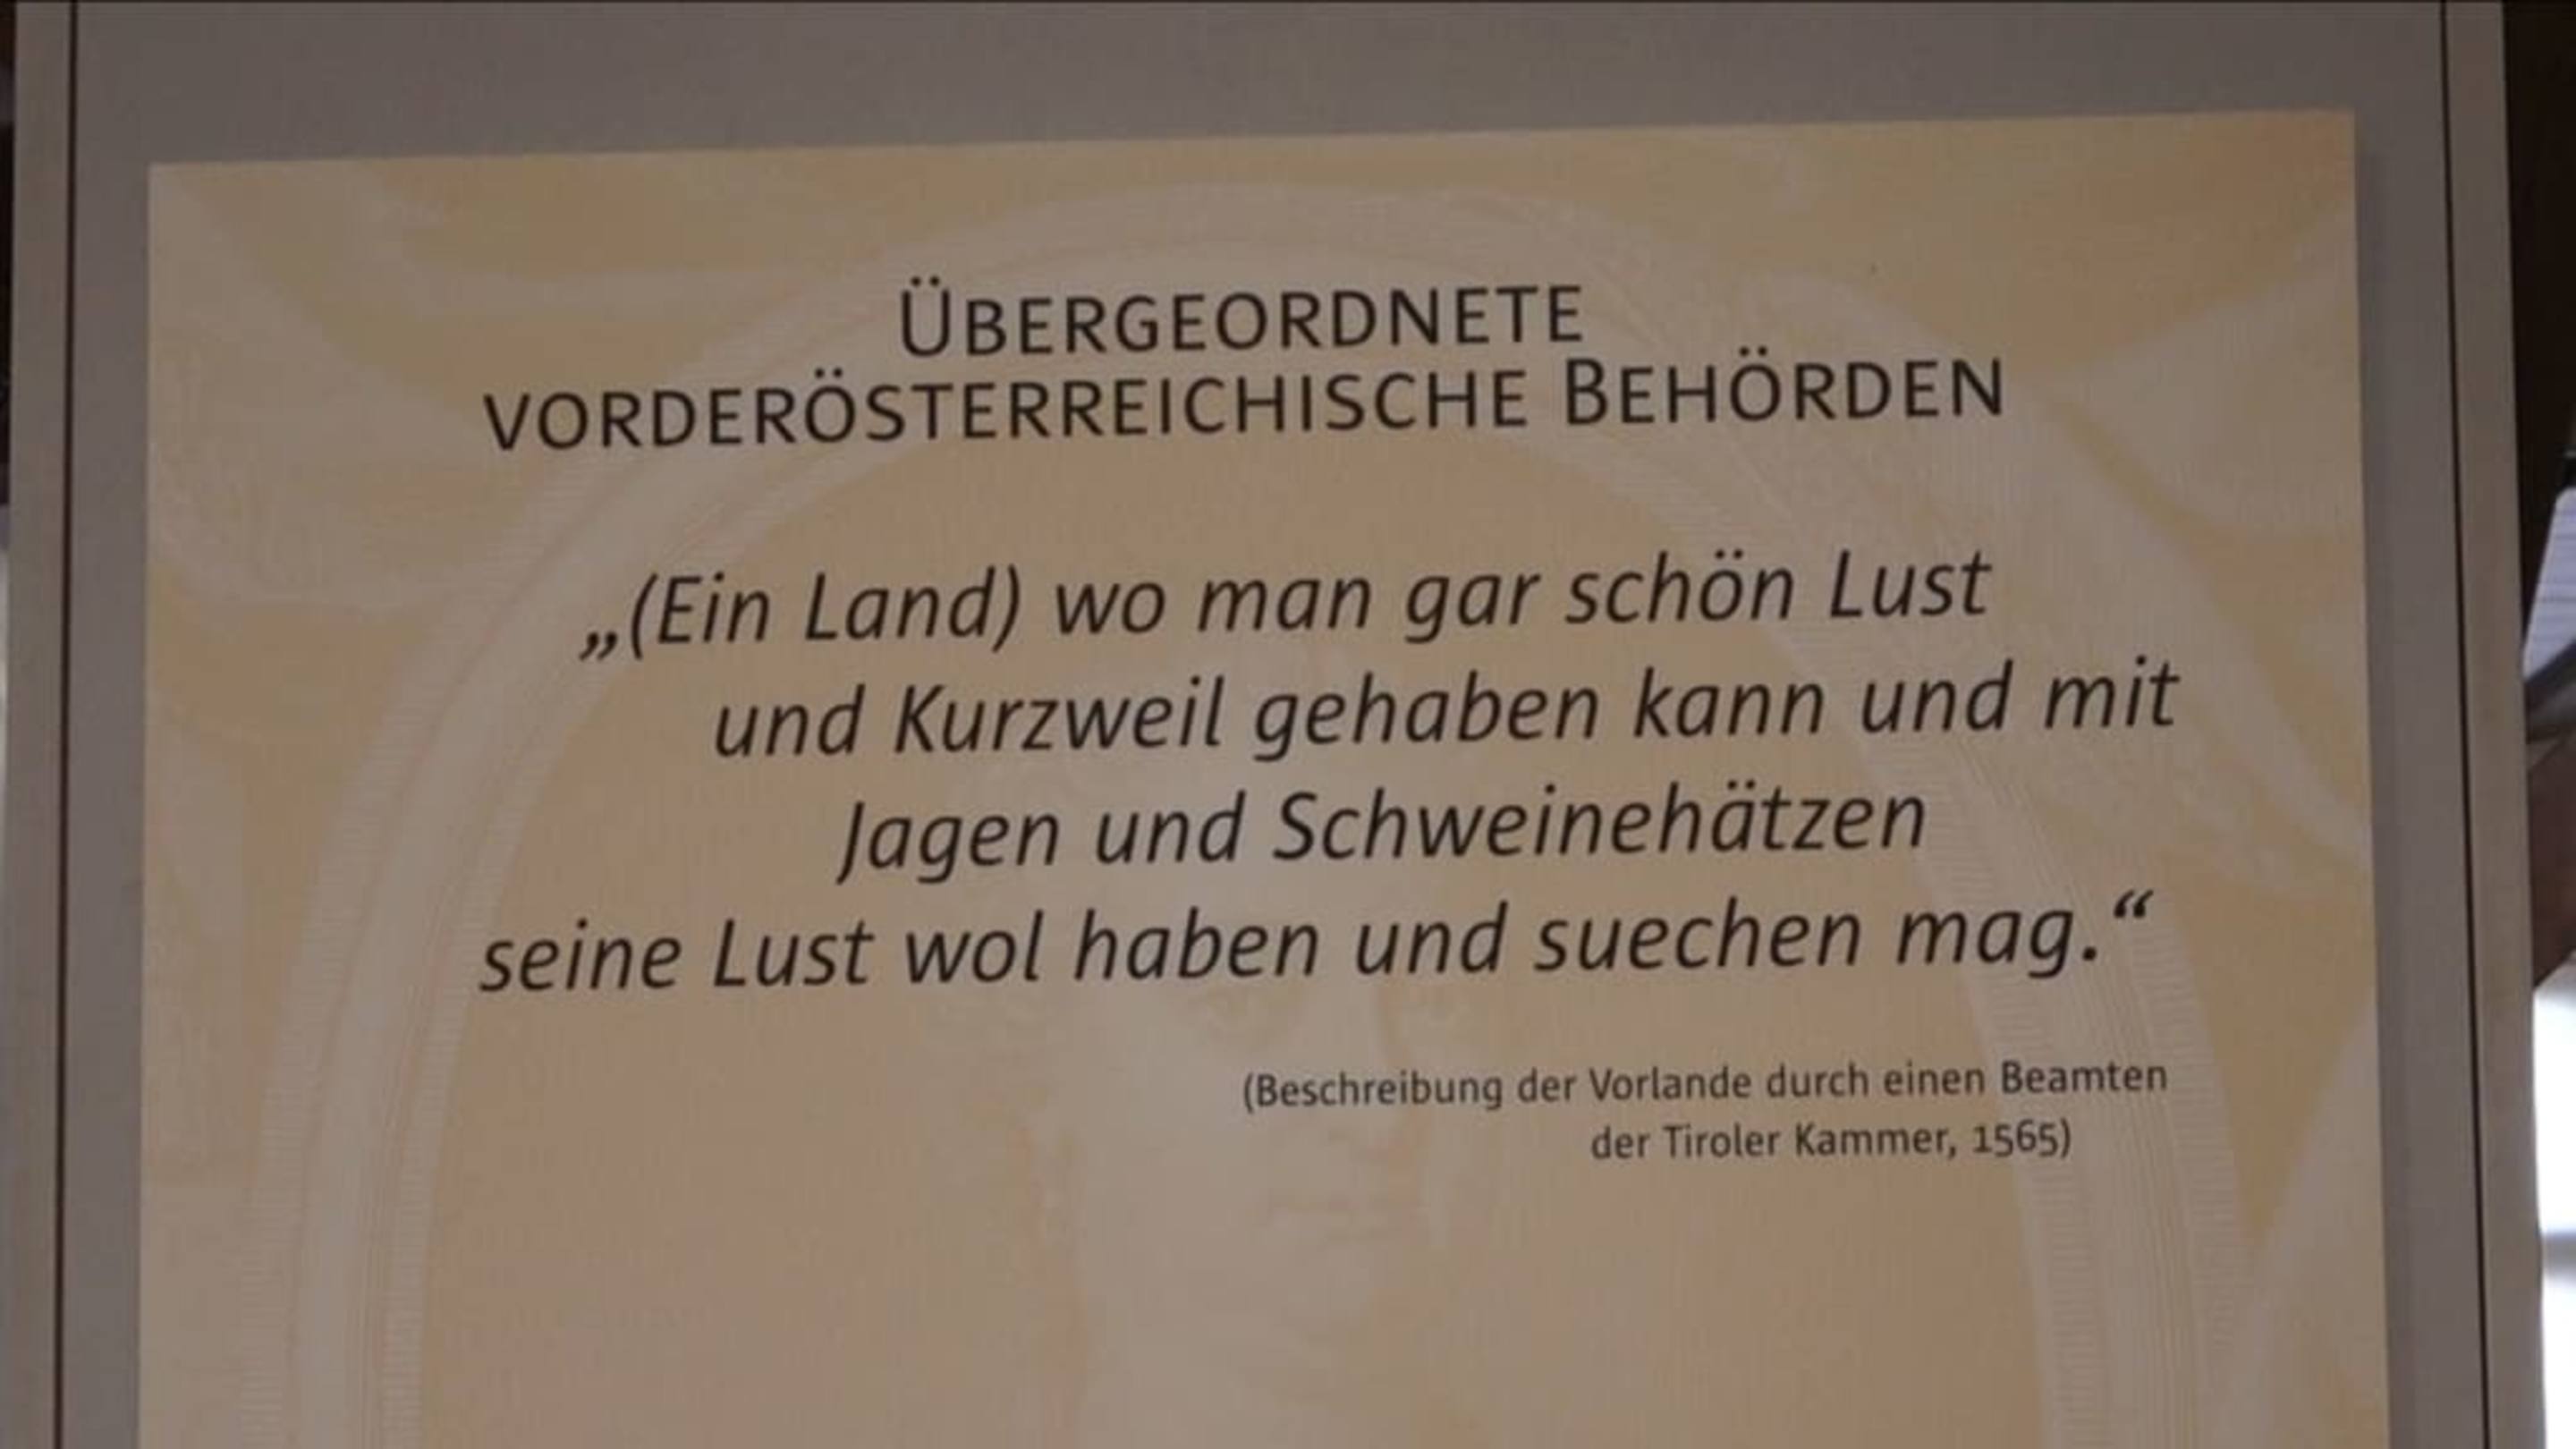 ÜBERGEORDNETE
VORDERÖSTERREICHISCHE BEHÖRDEN
„(Ein Land) wo man gar schön Lust
und Kurzweil gehaben kann und mit
Jagen und Schweinehätzen
seine Lust wol haben und suechen mag.“
(Beschreibung der Vorlande durch einen Beamten
der Tiroler Kammer, 1565)